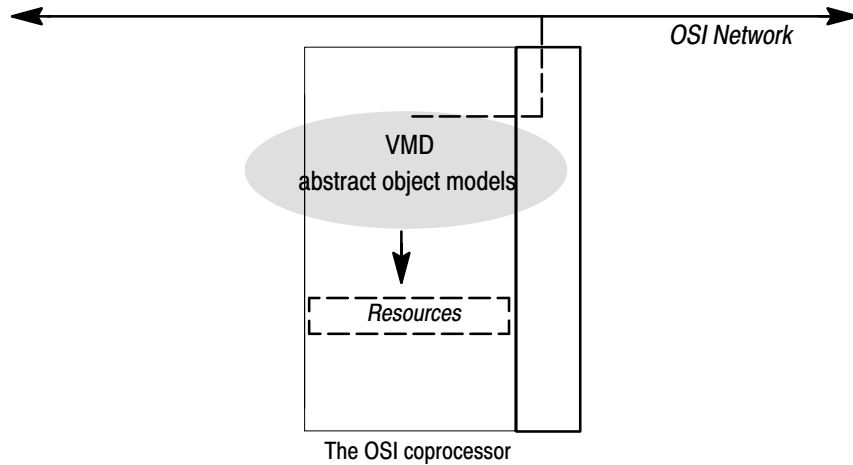 OSI Network
VMD
abstract object models
Resources
The OSI coprocessor